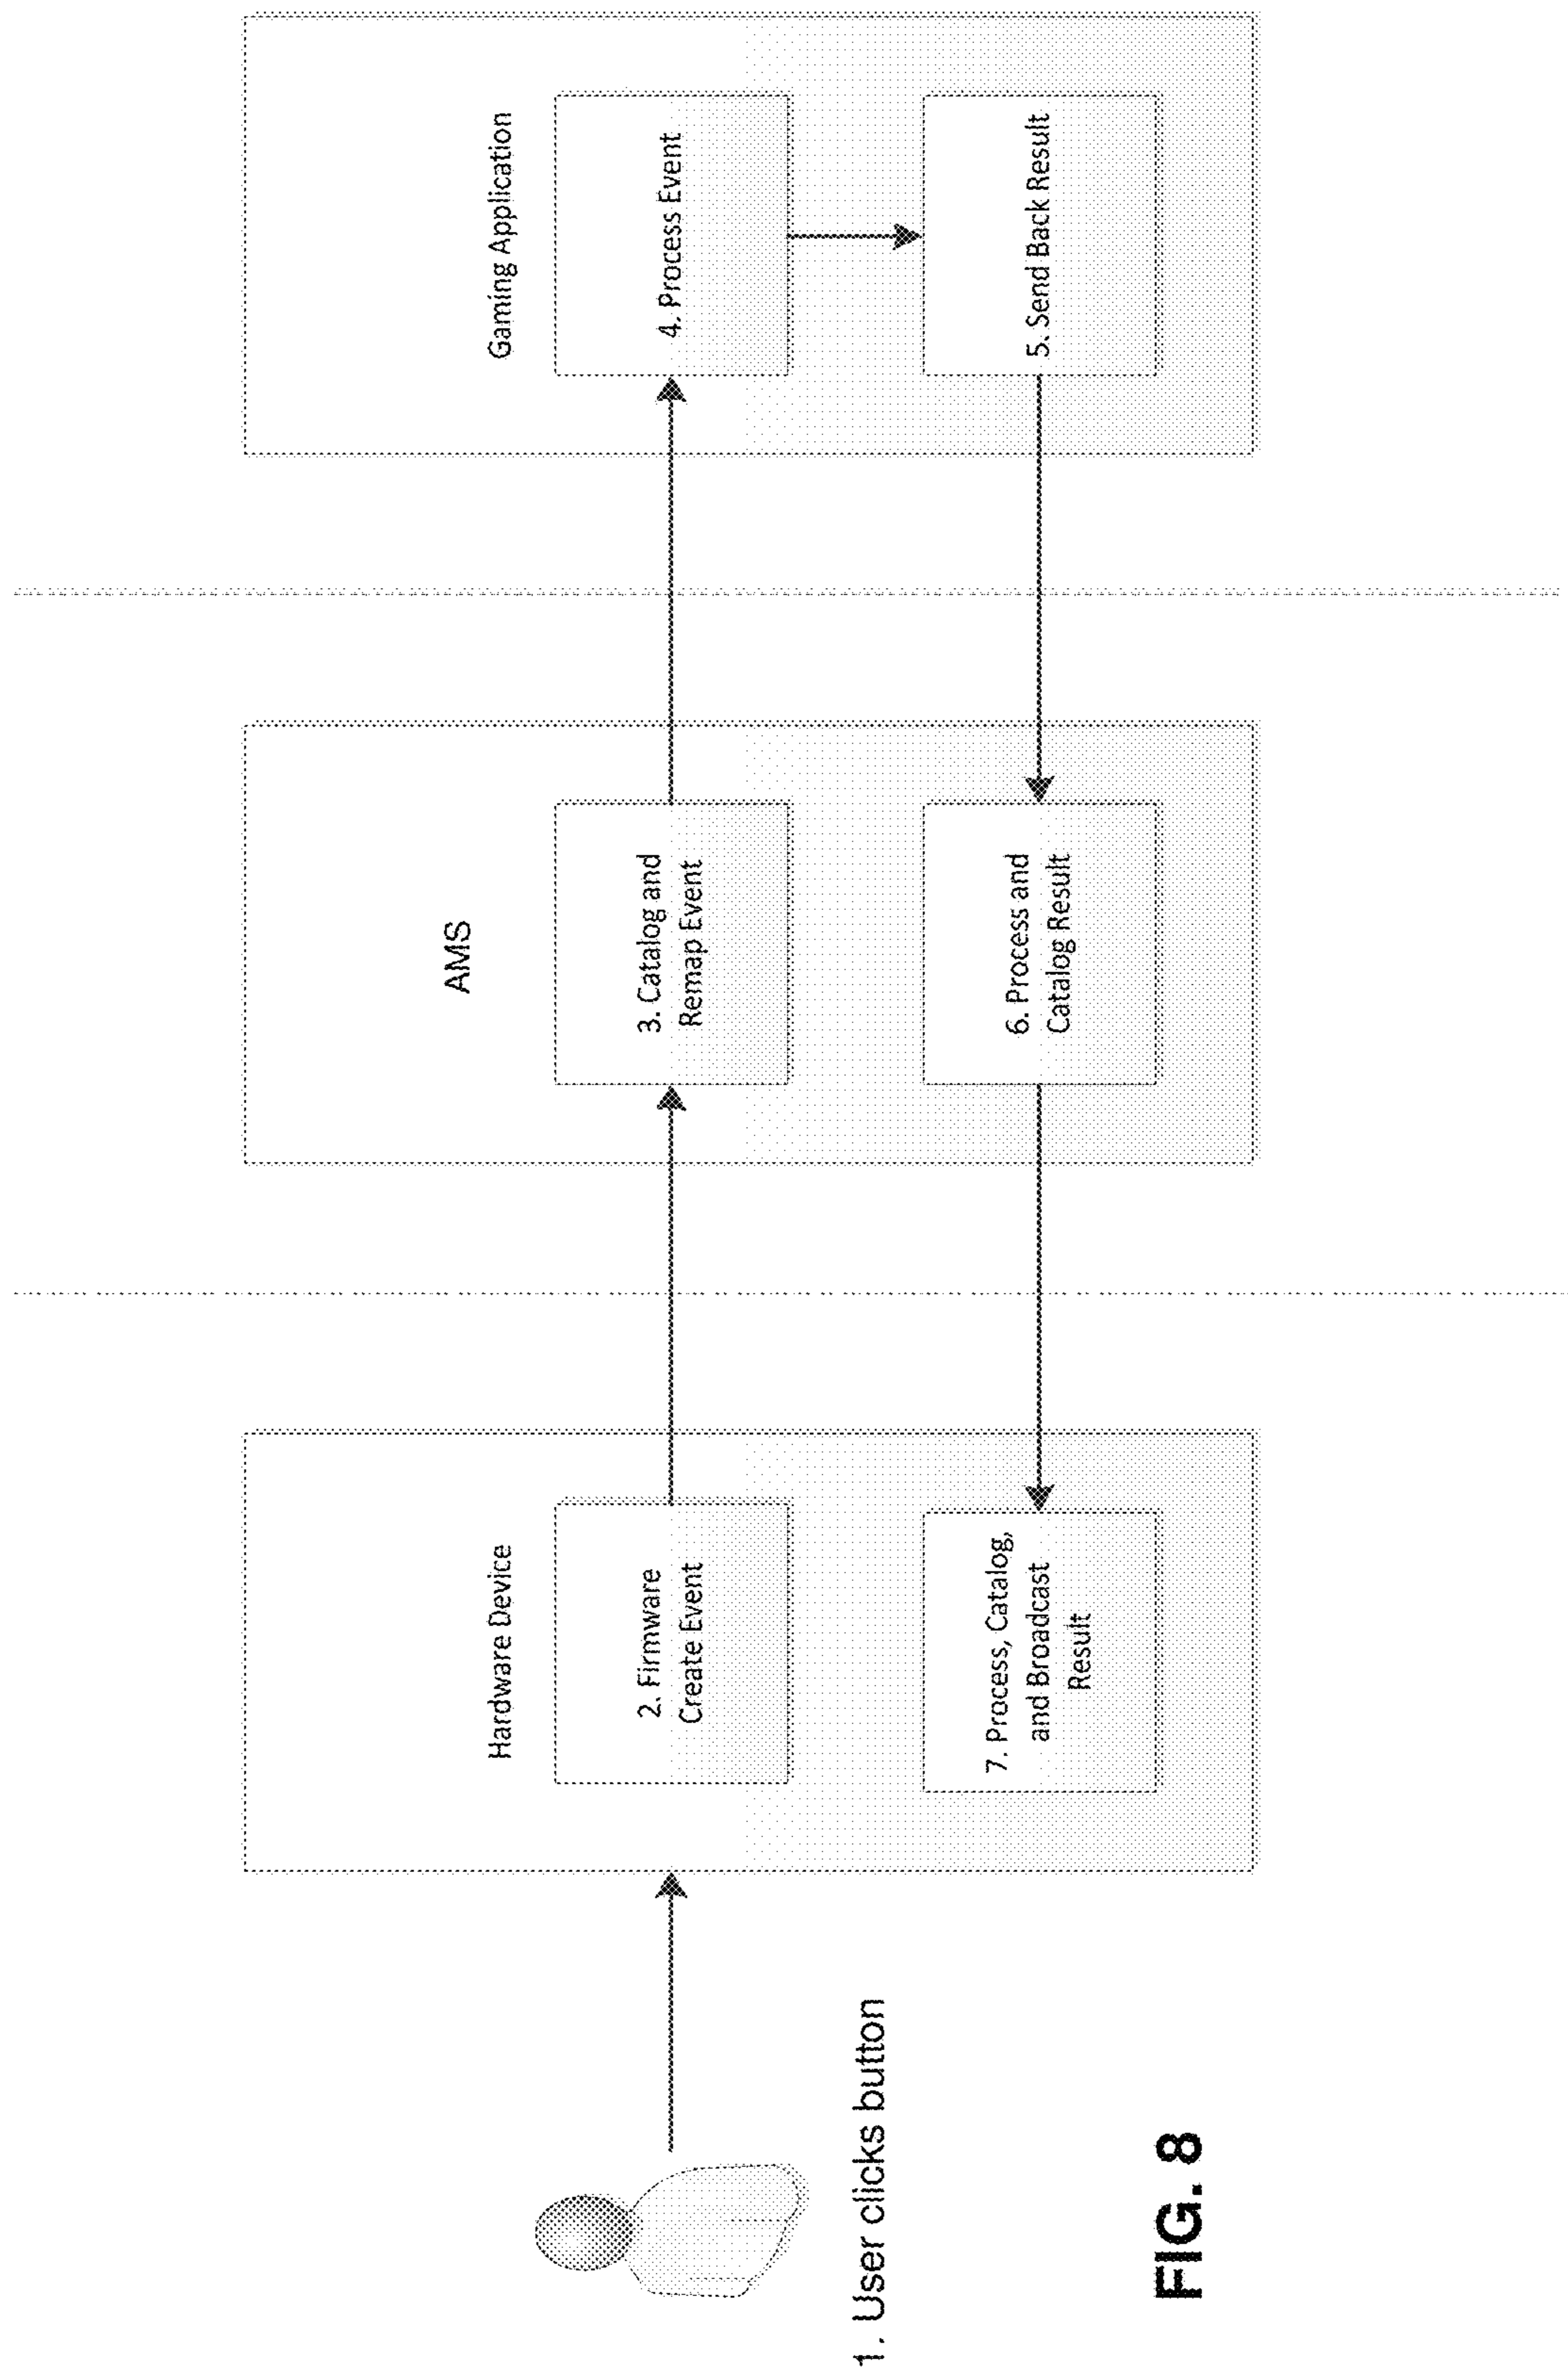 1. User clicks button
Hardware Device
2. Firmware
Create Event
7. Process, Catalog,
and Broadcast
Result
AMS
3. Catalog and
Remap Event
6. Process and
Catalog Result
Gaming Application
4. Process Event
5. Send Back Result
FIG. 8